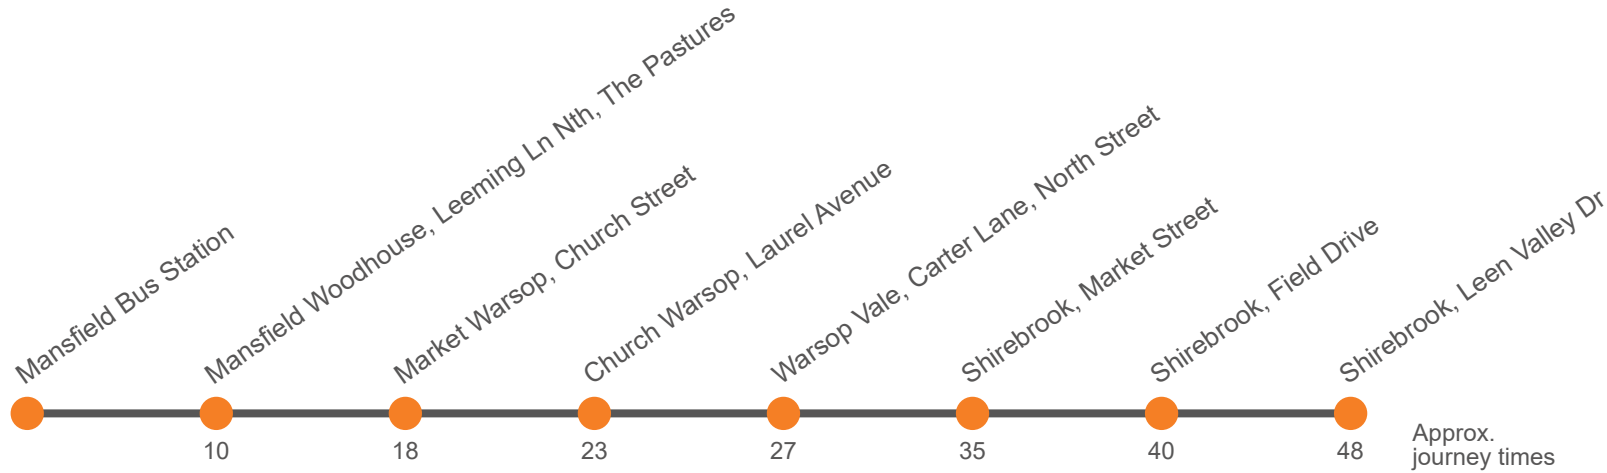 Mansfield Bus Station
Mansfield Woodhouse, Leeming Ln Nth, The Pastures
Market Warsop, Church Street
Church Warsop, Laurel Avenue
Warsop Vale, Carter Lane, North Street
Shirebrook, Market Street
Shirebrook, Field Drive
Shirebrook, Leen Valley Dr
10
18
23
27
35
40
48
Approx.
journey times